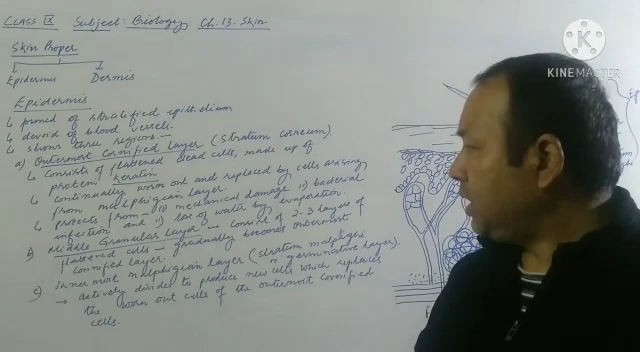 CLASS IX Subject: Biology, Ch. 13. Skin
Skin Proper
Epidermis Dermis
Epidermis
↳ formed of stratified epithelium
↳ devoid of blood vessels.
↳ shows three regions:—
a) Outermost Cornified layer (Stratum corneum).
↳ Consists of flattened dead cells, made up of
protein keratin
↳ continually worn out and replaced by cells arising
from malphigian layer.
↳ Protects from — i) mechanical damage ii) bacterial
infection and iii) loss of water by evaporation.
b) Middle Granular layer → consist of 2-3 layers of
flattened cells — gradually becomes outermost
cornified layer.
c) Inner most malphigian layer (stratum malphigi
or germinative layer).
→ actively divides to produce new cells which replaces
the worn out cells of the outermost cornified
cells.
KINEMASTER